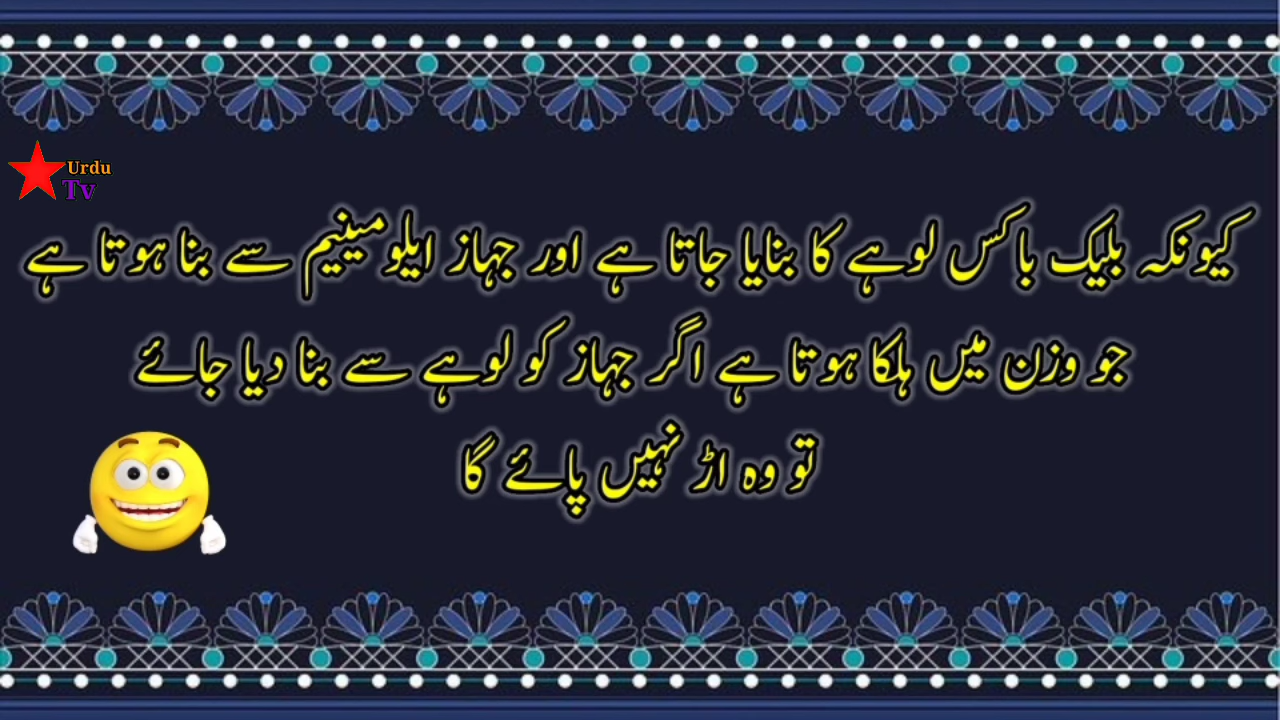 Urdu
Tv
کیونکہ بلیک باکس لوہے کا بنایا جاتا ہے اور جہاز ایلومینیم سے بنا ہوتا ہے
جو وزن میں ہلکا ہوتا ہے اگر جہاز کو لوہے سے بنا دیا جائے
تو وہ اڑ نہیں پائے گا